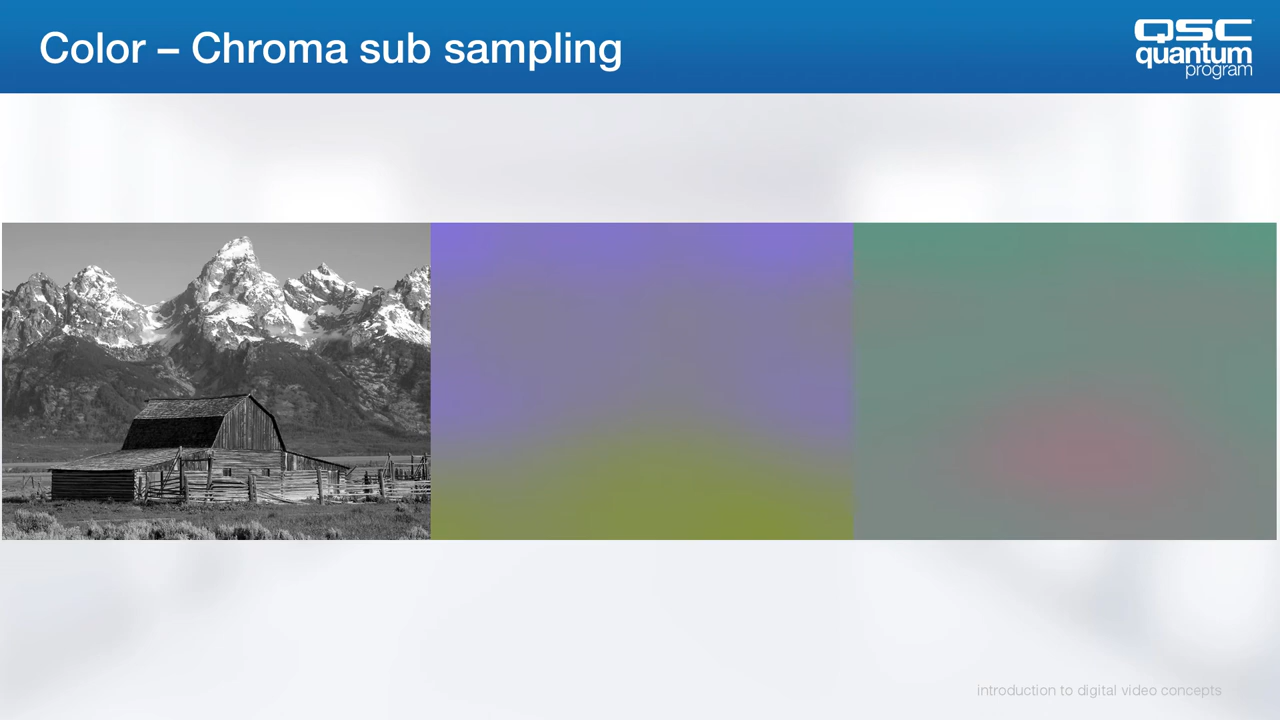 Color – Chroma sub sampling
QSC
quantum
program
introduction to digital video concepts